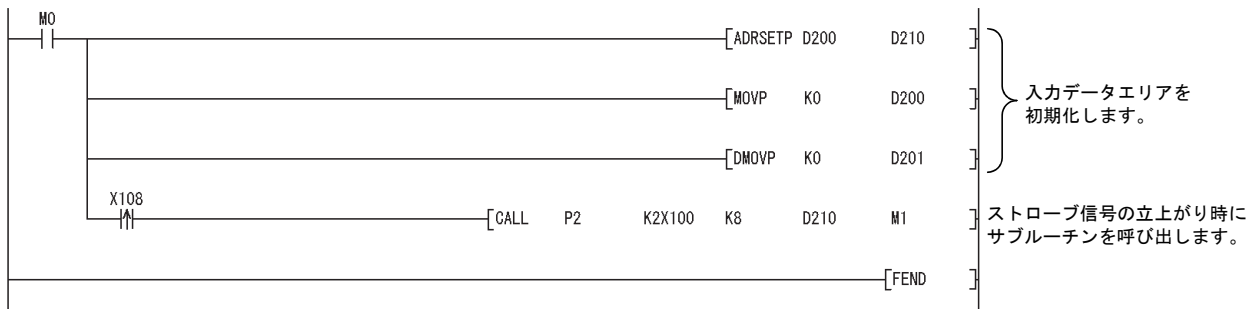 M0
ADRSETP D200 D210
MOVP K0 D200
DMOVP K0 D201
入力データエリアを
初期化します。
X108
CALL P2 K2X100 K8 D210 M1
ストローブ信号の立上がり時に
サブルーチンを呼び出します。
FEND